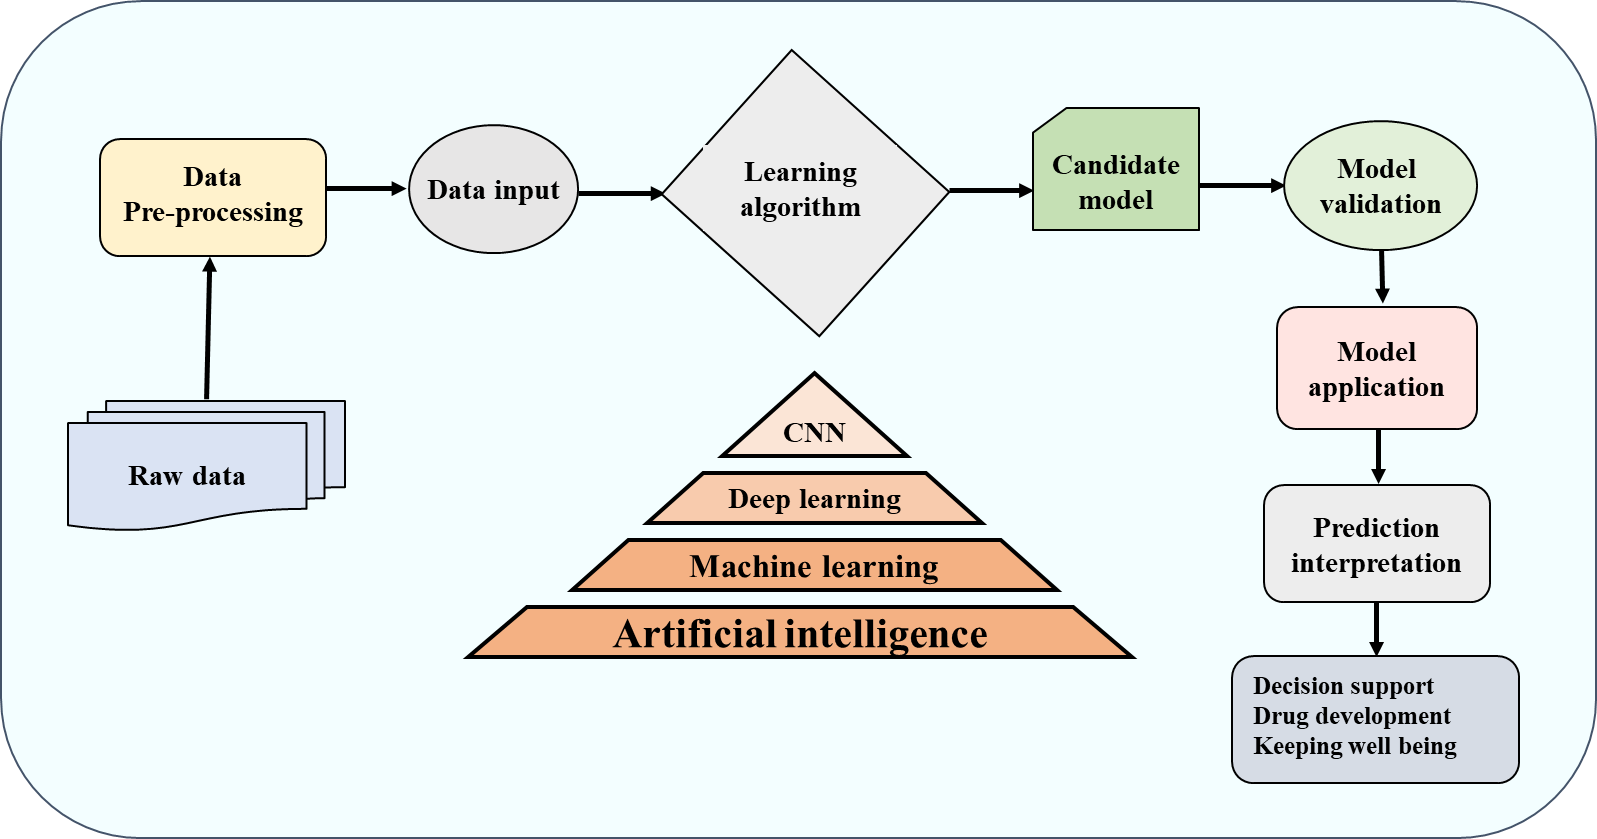 Data
Pre-processing
Data input
Learning
algorithm
Candidate
model
Model
validation
Model
application
Prediction
interpretation
Decision support
Drug development
Keeping well being
Raw data
CNN
Deep learning
Machine learning
Artificial intelligence